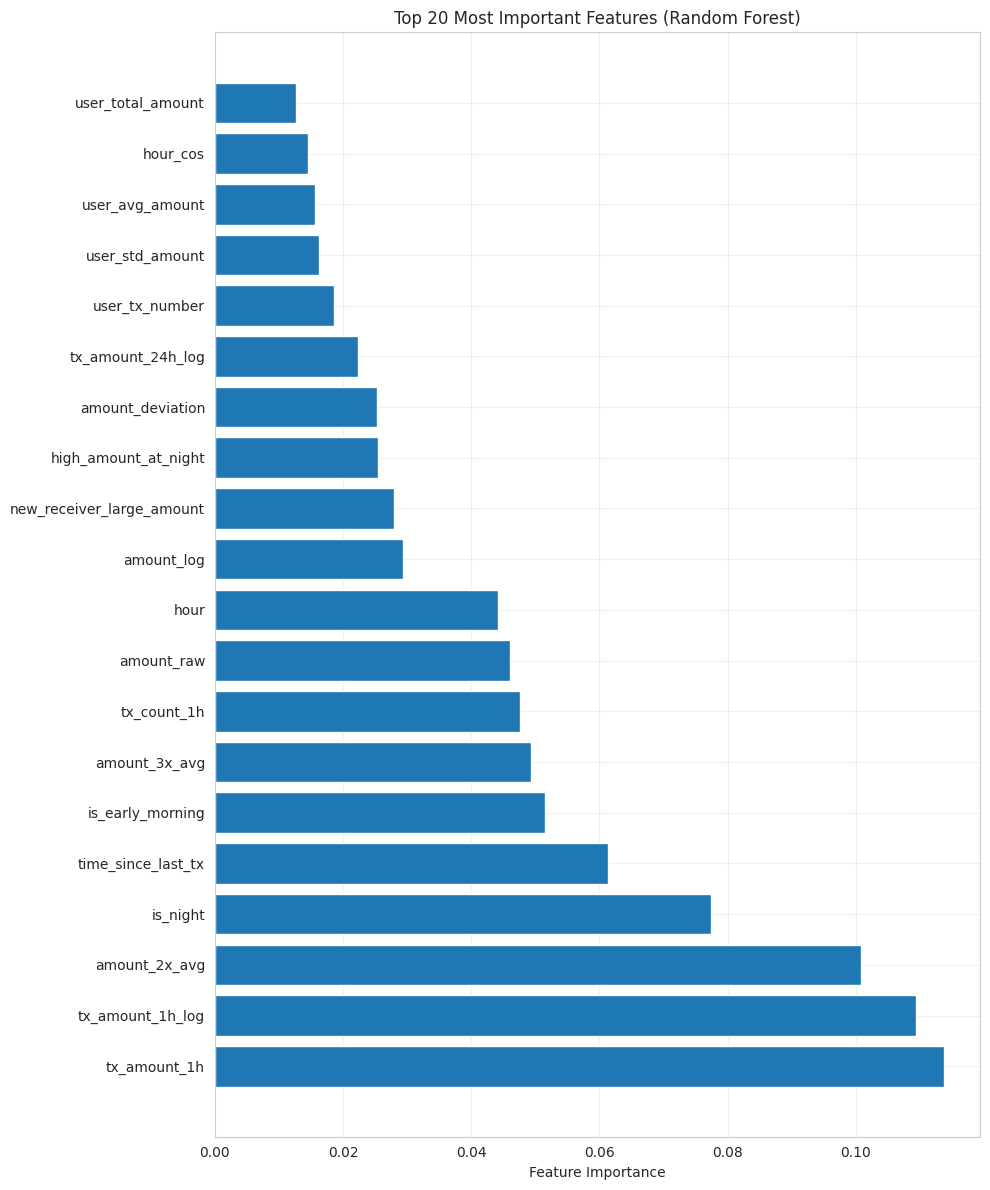 Top 20 Most Important Features (Random Forest)
user_total_amount
hour_cos
user_avg_amount
user_std_amount
user_tx_number
tx_amount_24h_log
amount_deviation
high_amount_at_night
new_receiver_large_amount
amount_log
hour
amount_raw
tx_count_1h
amount_3x_avg
is_early_morning
time_since_last_tx
is_night
amount_2x_avg
tx_amount_1h_log
tx_amount_1h
0.00 0.02 0.04 0.06 0.08 0.10
Feature Importance